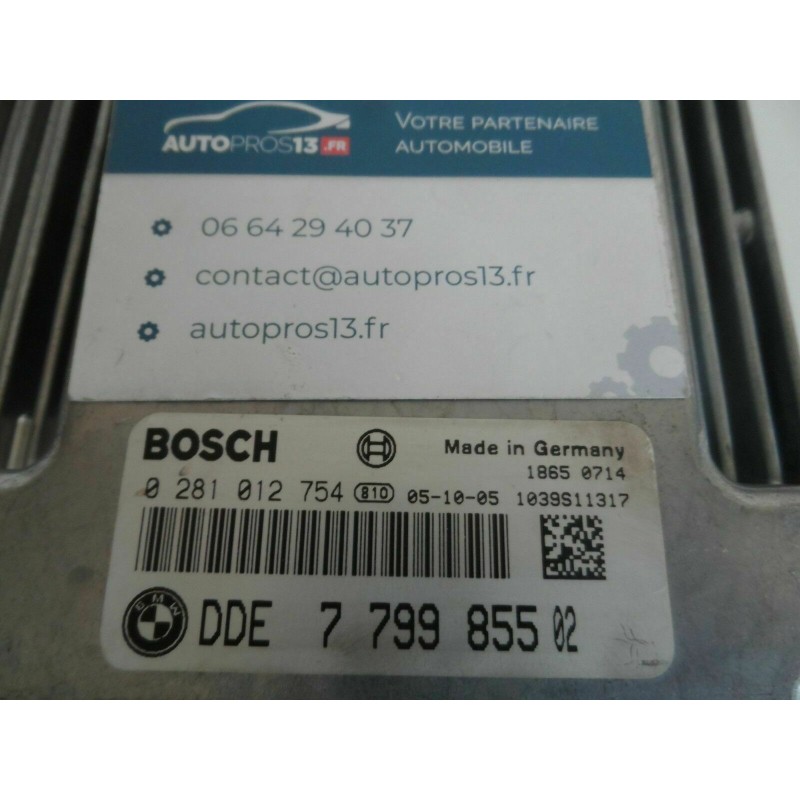 AUTOPROS13.FR
VOTRE PARTENAIRE
AUTOMOBILE
06 64 29 40 37
contact@autopros13.fr
autopros13.fr
BOSCH
Made in Germany
1865 0714
0 281 012 754 810 05-10-05 1039S11317
BMW
DDE 7 799 855 02